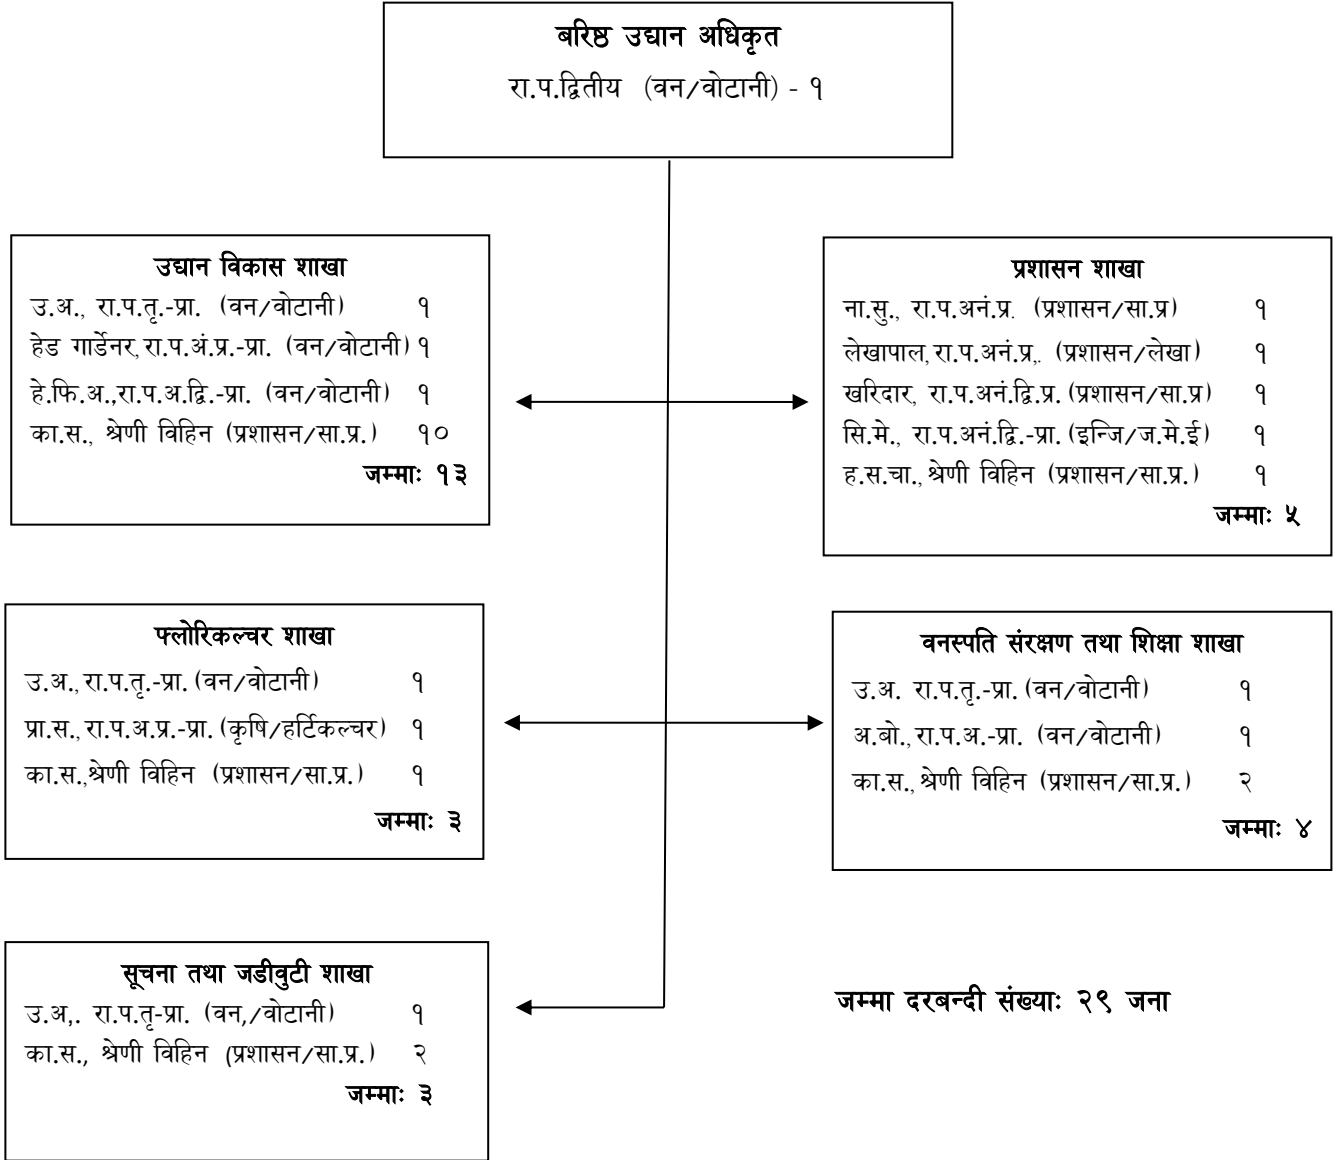 बरिष्ठ उद्यान अधिकृत
रा.प.द्वितीय (वन/वोटानी) - १
उद्यान विकास शाखा
उ.अ., रा.प.तृ.-प्रा. (वन/वोटानी) १
हेड गार्डेनर,रा.प.अं.प्र.-प्रा. (वन/वोटानी) १
हे.फि.अ.,रा.प.अ.द्वि.-प्रा. (वन/वोटानी) १
का.स., श्रेणी विहिन (प्रशासन/सा.प्र.) १०
जम्माः १३
प्रशासन शाखा
ना.सु., रा.प.अनं.प्र. (प्रशासन/सा.प्र) १
लेखापाल,रा.प.अनं.प्र,. (प्रशासन/लेखा) १
खरिदार, रा.प.अनं.द्वि.प्र. (प्रशासन/सा.प्र) १
सि.मे., रा.प.अनं.द्वि.-प्रा. (इन्जि/ज.मे.ई) १
ह.स.चा., श्रेणी विहिन (प्रशासन/सा.प्र.) १
जम्माः ५
फ्लोरिकल्चर शाखा
उ.अ., रा.प.तृ.-प्रा. (वन/वोटानी) १
प्रा.स., रा.प.अ.प्र.-प्रा. (कृषि/हर्टिकल्चर) १
का.स.,श्रेणी विहिन (प्रशासन/सा.प्र.) १
जम्माः ३
वनस्पति संरक्षण तथा शिक्षा शाखा
उ.अ. रा.प.तृ.-प्रा. (वन/वोटानी) १
अ.बो., रा.प.अ.-प्रा. (वन/वोटानी) १
का.स., श्रेणी विहिन (प्रशासन/सा.प्र.) २
जम्माः ४
सूचना तथा जडीवुटी शाखा
उ.अ,. रा.प.तृ-प्रा. (वन,/वोटानी) १
का.स., श्रेणी विहिन (प्रशासन/सा.प्र.) २
जम्माः ३
जम्मा दरबन्दी संख्याः २९ जना